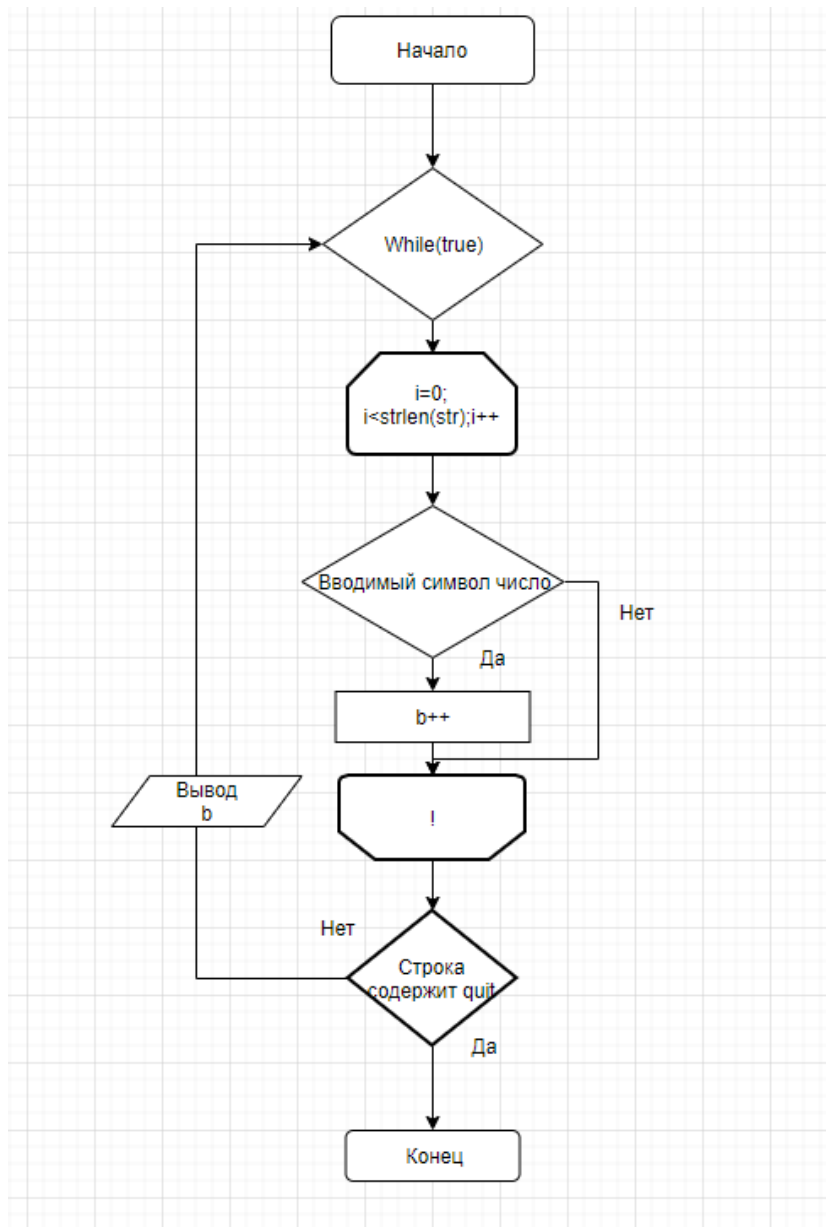 Начало
While(true)
i=0;
i<strlen(str);i++
Вводимый символ число
Нет
Да
b++
Вывод
b
!
Нет
Строка
содержит quit
Да
Конец